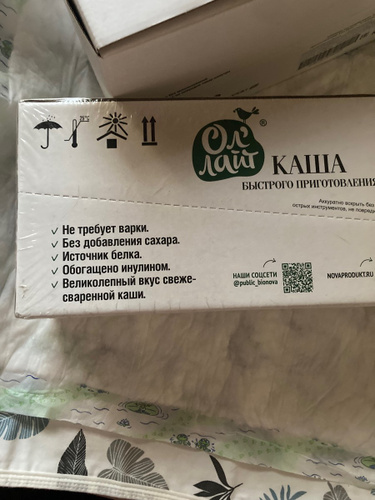 25°C
Ол'
лайт®
КАША
БЫСТРОГО ПРИГОТОВЛЕНИЯ
Аккуратно вскрыть без
острых инструментов, не повреди
✓ Не требует варки.
✓ Без добавления сахара.
✓ Источник белка.
✓ Обогащено инулином.
✓ Великолепный вкус свеже-
сваренной каши.
НАШИ СОЦСЕТИ
@public_bionova
NOVAPRODUKT.RU